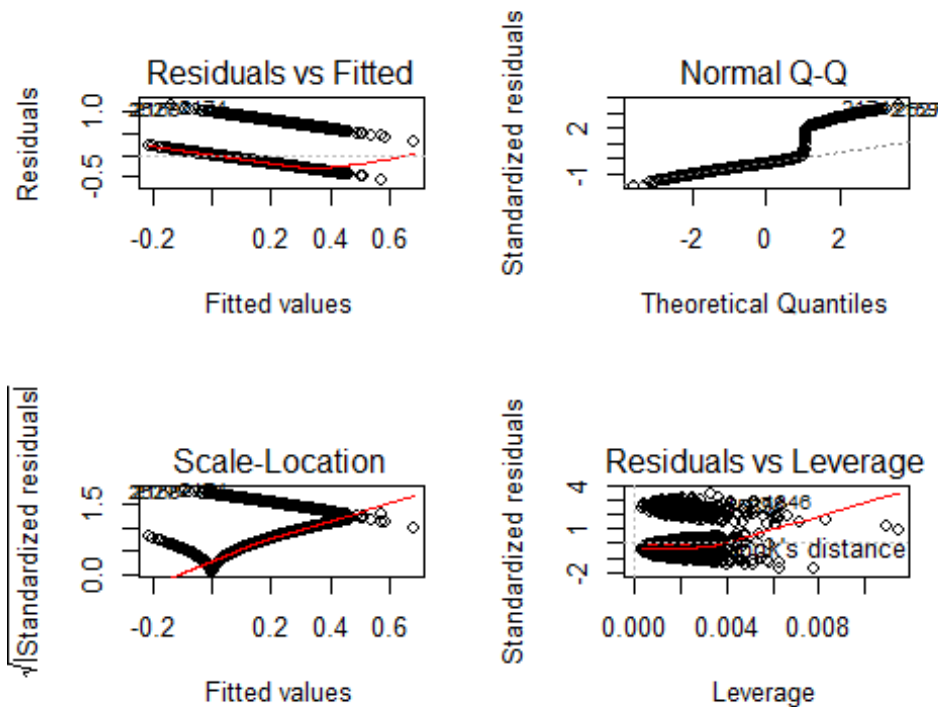 Residuals vs Fitted
Residuals
-0.5 1.0
-0.2 0.2 0.4 0.6
Fitted values
Normal Q-Q
Standardized residuals
-1 2
-2 0 2
Theoretical Quantiles
Scale-Location
√|Standardized residuals|
0.0 1.5
-0.2 0.2 0.4 0.6
Fitted values
Residuals vs Leverage
Standardized residuals
-2 1 4
distance
0.000 0.004 0.008
Leverage